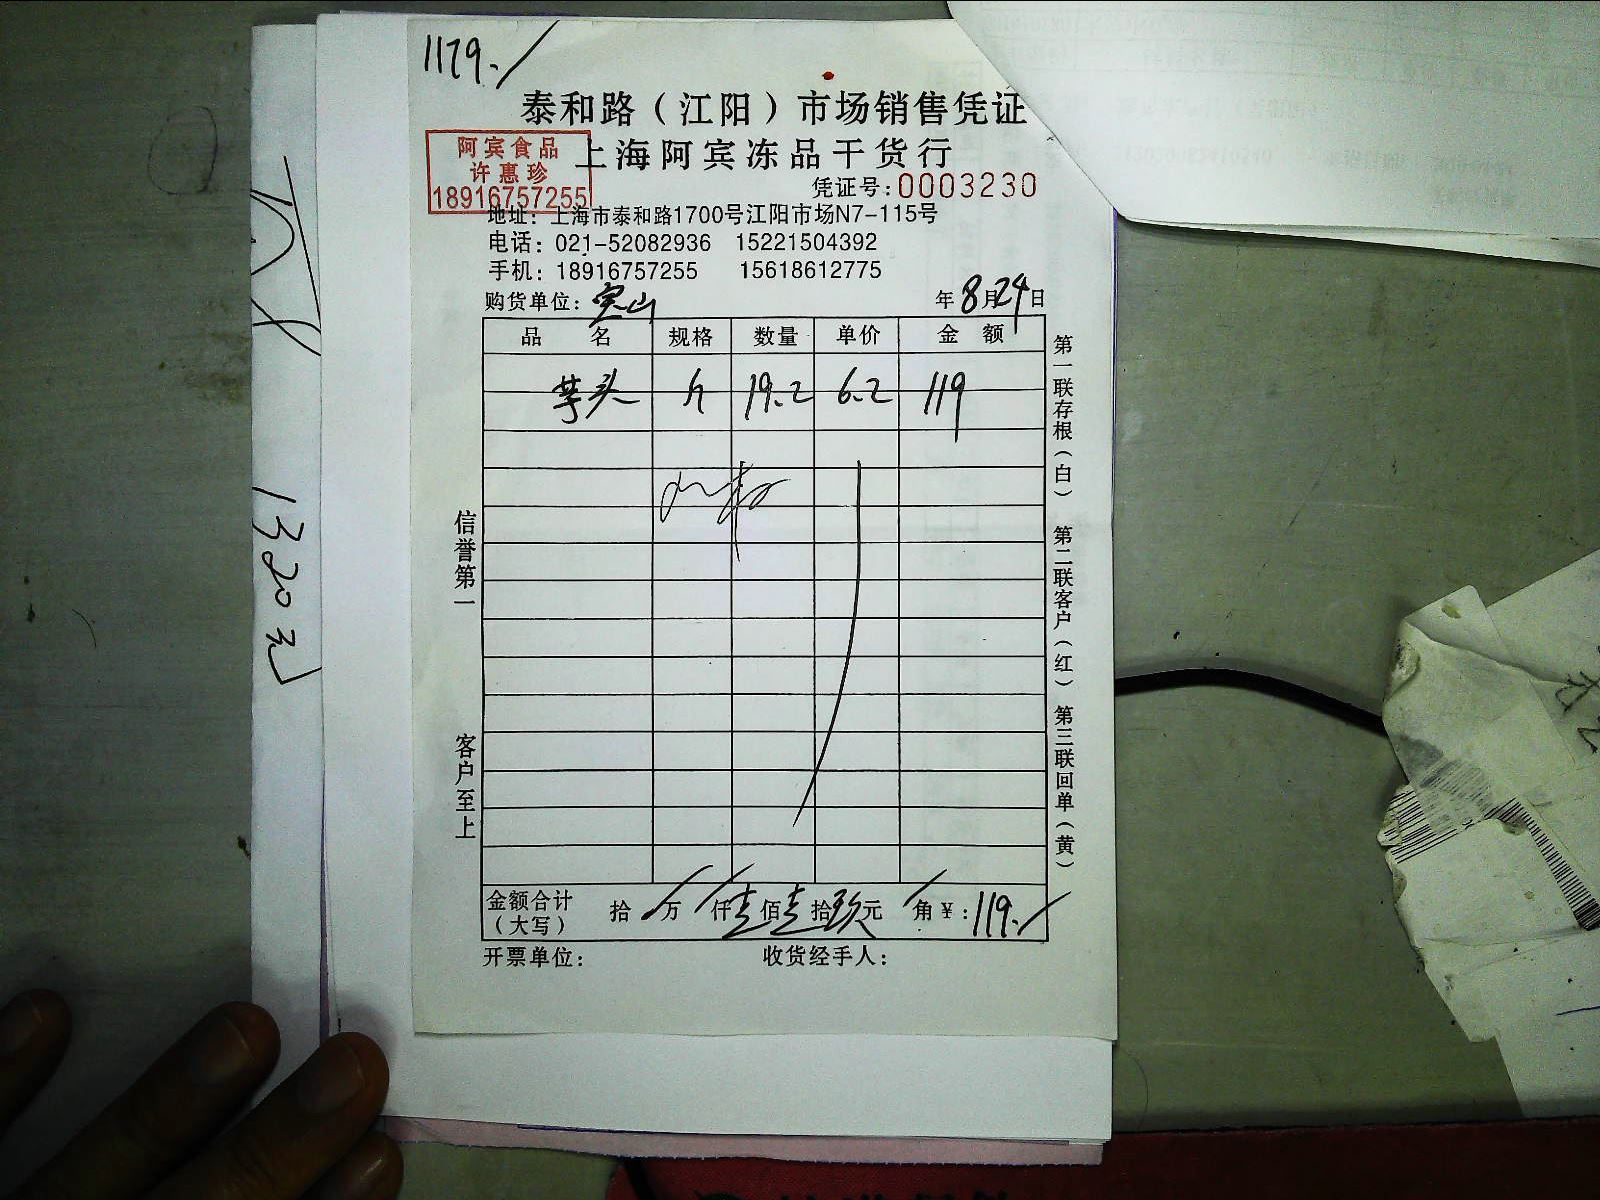 1179.
泰和路（江阳）市场销售凭证
上海阿宾冻品干货行
阿宾食品
许惠珍
18916757255
凭证号:0003230
地址：上海市泰和路1700号江阳市场N7-115号
电话：021-52082936 15221504392
手机：18916757255 15618612775
购货单位：宝山 年8月24日
品名 规格 数量 单价 金额
芋头 斤 19.2 6.2 119
信誉第一
客户至上
第一联存根（白） 第二联客户（红） 第三联回单（黄）
金额合计（大写） 拾 万 仟壹佰壹拾玖元 角¥:119.
开票单位： 收货经手人：
1320元